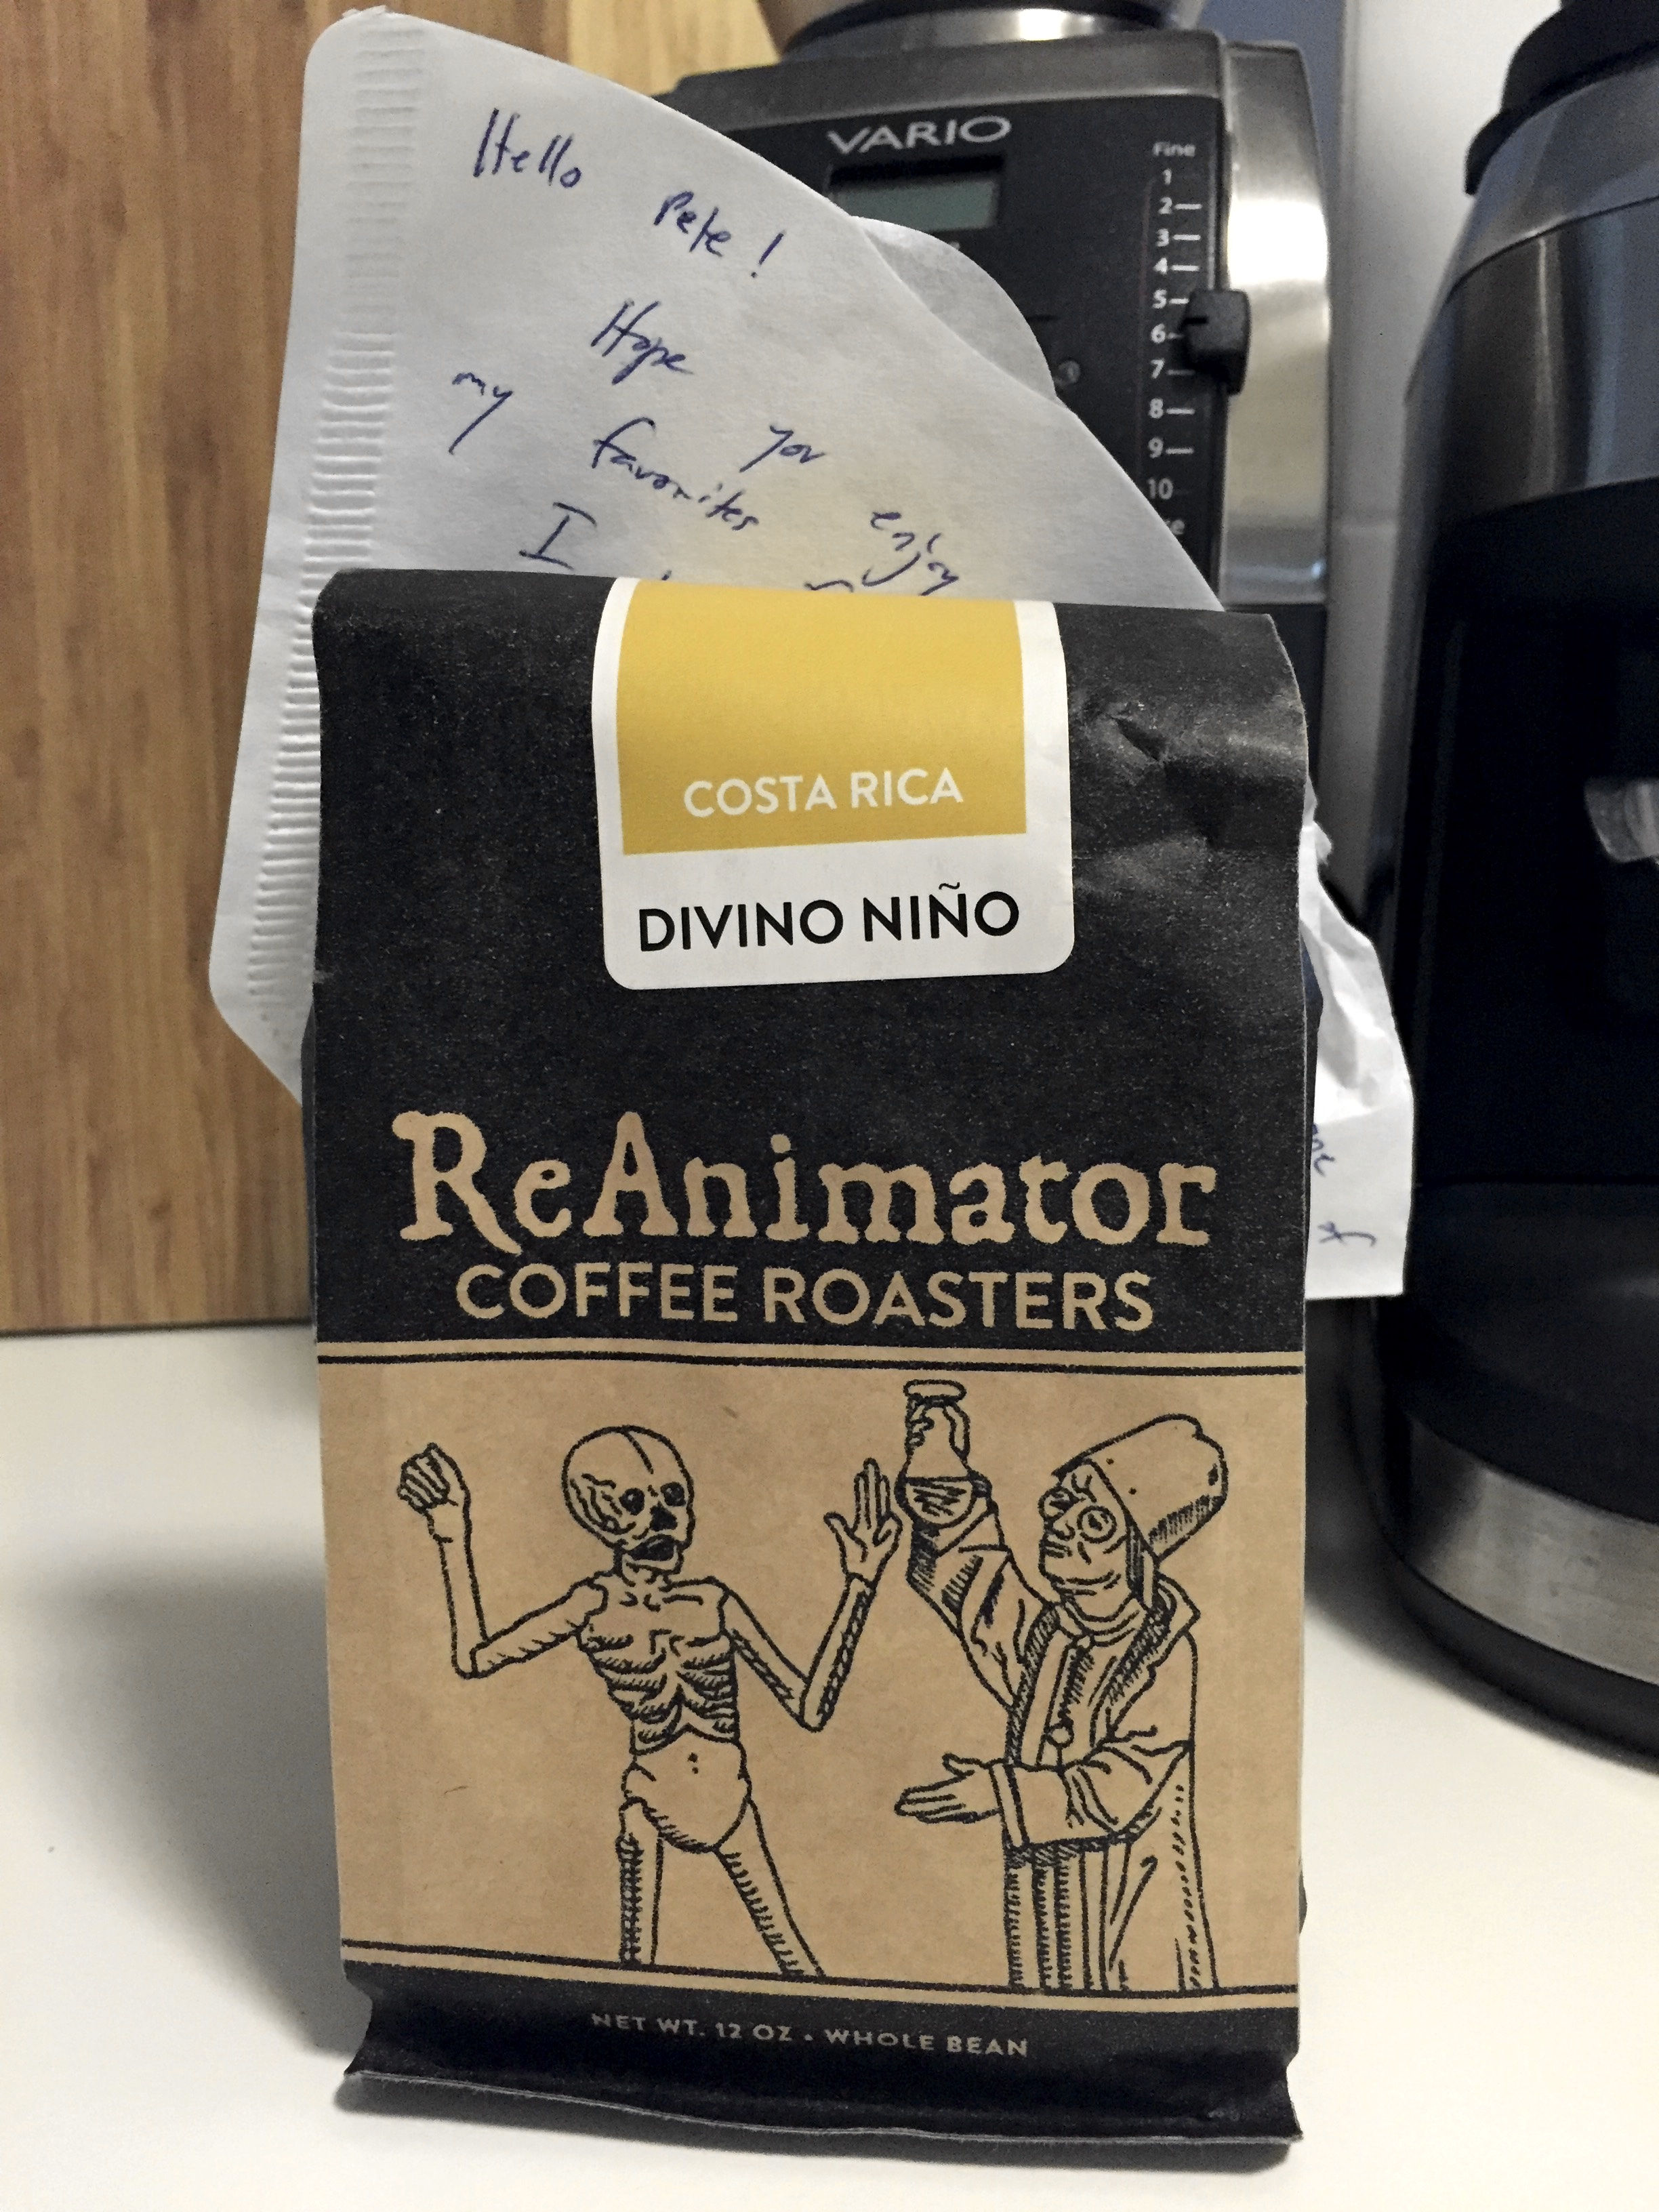 Hello Pete!
Hope you enjoy
my favorites
I
VARIO
Fine
1
2
3
4
5
6
7
8
9
10
COSTA RICA
DIVINO NIÑO
ReAnimator
COFFEE ROASTERS
NET WT. 12 OZ • WHOLE BEAN